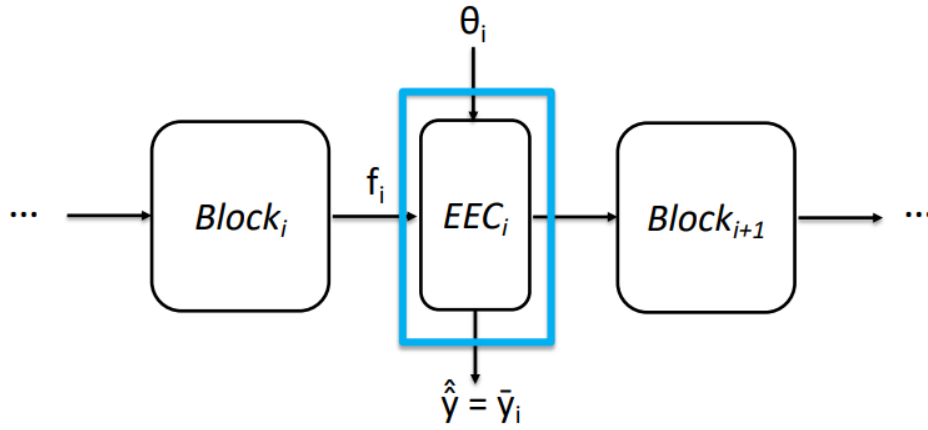 θᵢ
... Blockᵢ fᵢ EECᵢ Blockᵢ₊₁ ...
ŷ̂ = ȳᵢ